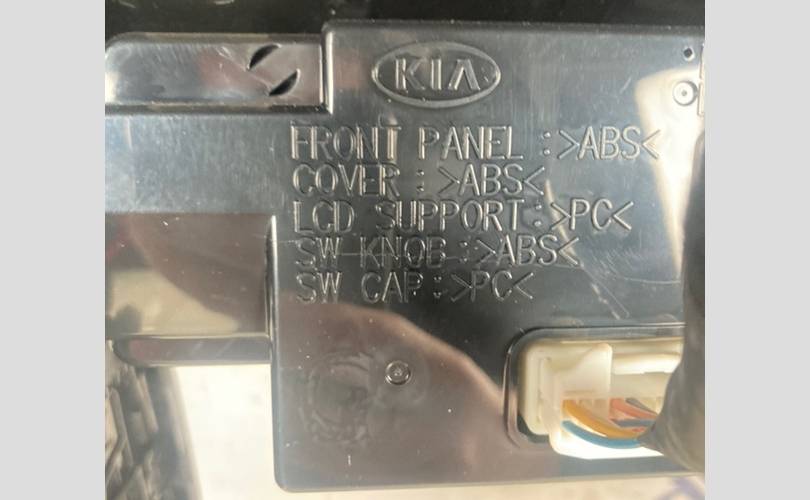 KIA
FRONT PANEL : >ABS<
COVER : >ABS<
LCD SUPPORT : >PC<
SW KNOB : >ABS<
SW CAP : >PC<